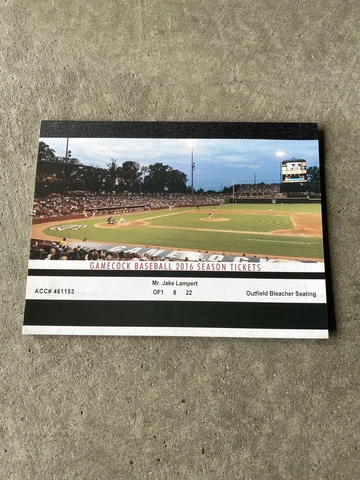 GAMECOCK BASEBALL 2016 SEASON TICKETS
Mr. Jake Lampert
ACC# 461153 OF1 8 22 Outfield Bleacher Seating